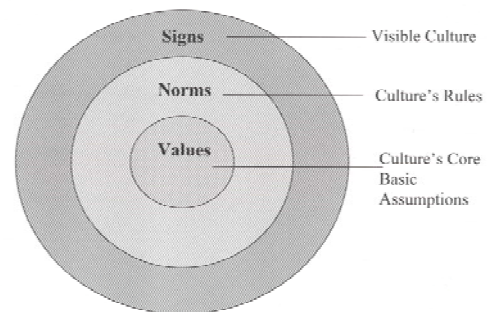 Signs
Visible Culture
Norms
Culture's Rules
Values
Culture's Core
Basic
Assumptions